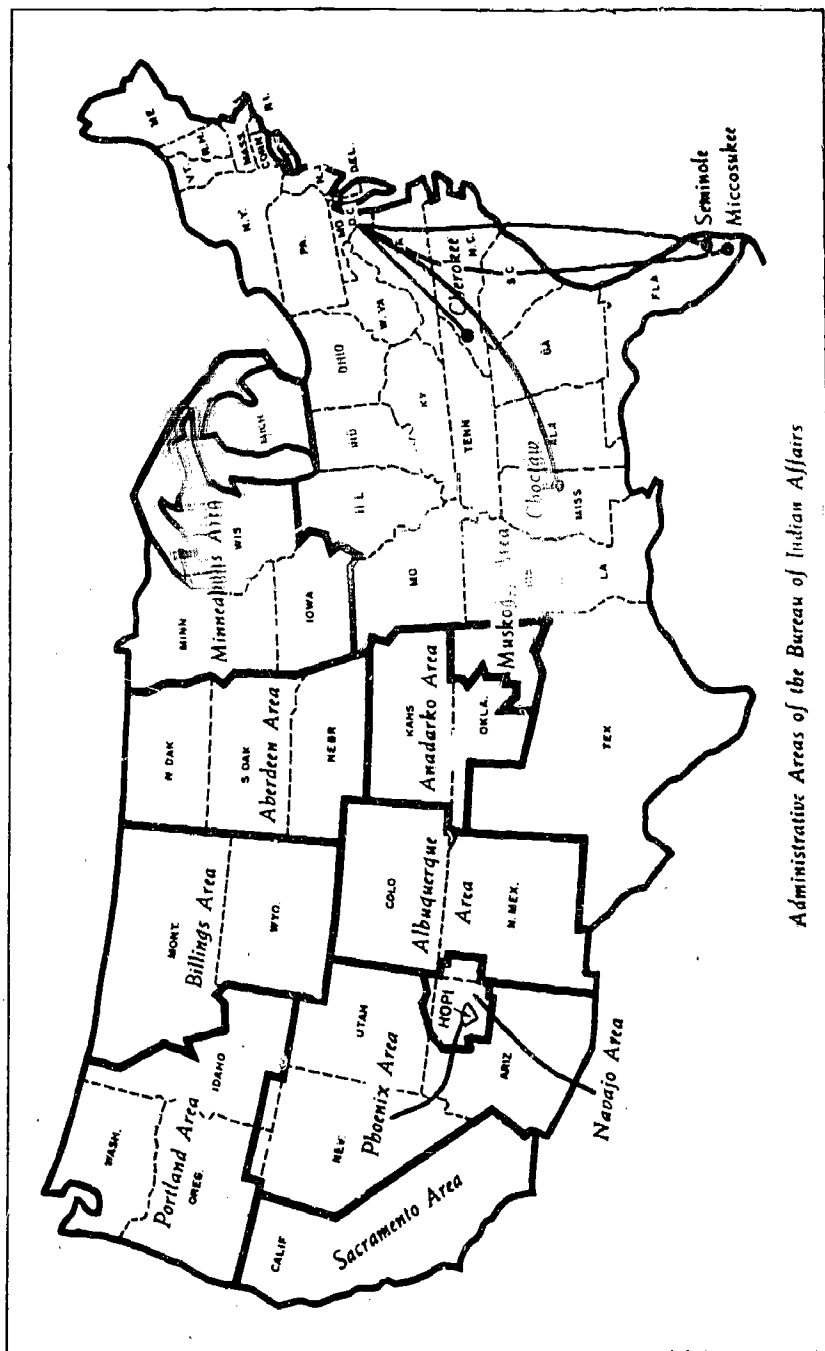 WASH.
Portland Area
OREG.
IDAHO
MONT.
Billings Area
WYO.
N DAK
S DAK
Aberdeen Area
NEBR
MINN
Minneapolis Area
WIS
IOWA
MICH
ILL
IND
OHIO
PA.
N.Y.
VT.
N.H.
ME
MASS
CONN
R.I.
N.J.
DEL.
MD
D.C.
W.VA
VA
KY
TENN
Cherokee
N.C.
S.C.
GA
ALA
Choctaw
MISS
LA
MO
Muskogee Area
KANS
Anadarko Area
OKLA.
TEX
COLO
Albuquerque
Area
N.MEX.
UTAH
NEV.
Phoenix Area
HOPI
ARIZ
Navajo Area
CALIF
Sacramento Area
FLA
Seminole
Miccosukee
Administrative Areas of the Bureau of Indian Affairs